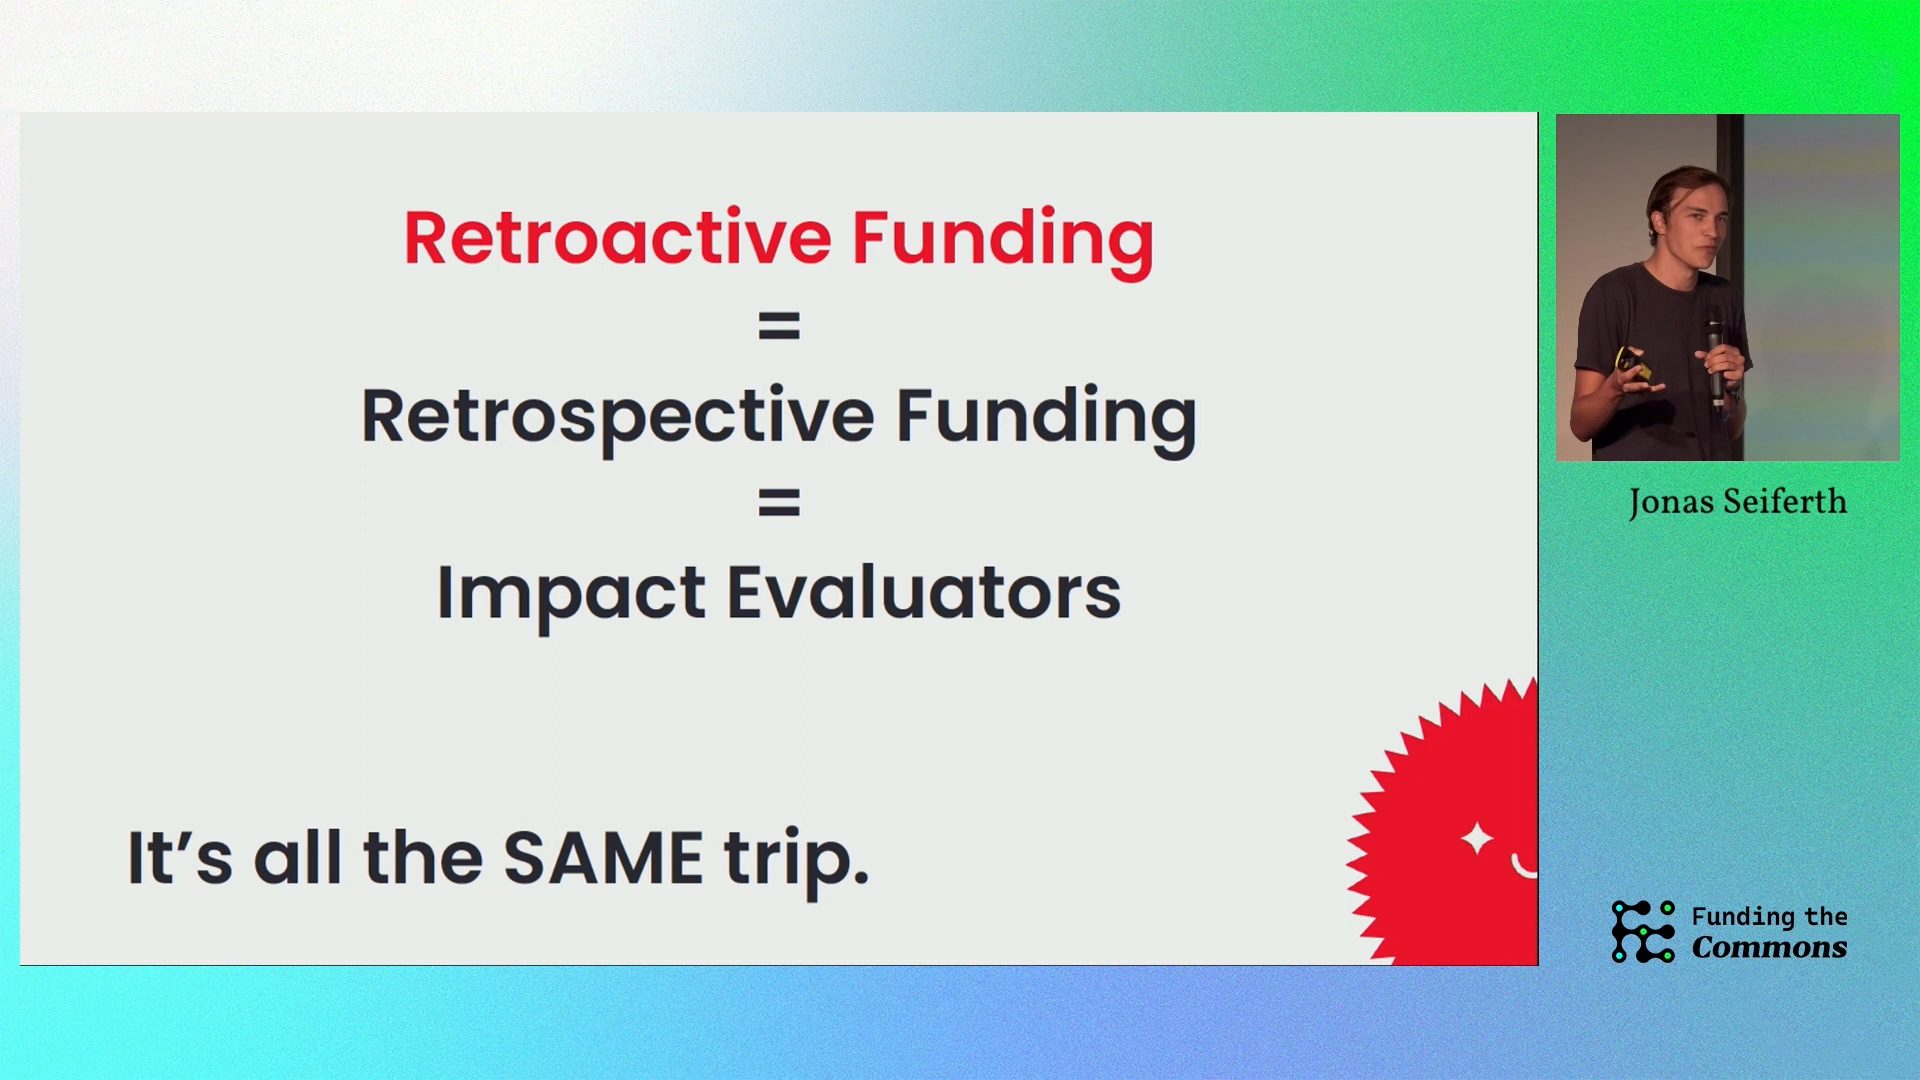 Retroactive Funding
=
Retrospective Funding
=
Impact Evaluators
It’s all the SAME trip.
Jonas Seiferth
Funding the
Commons